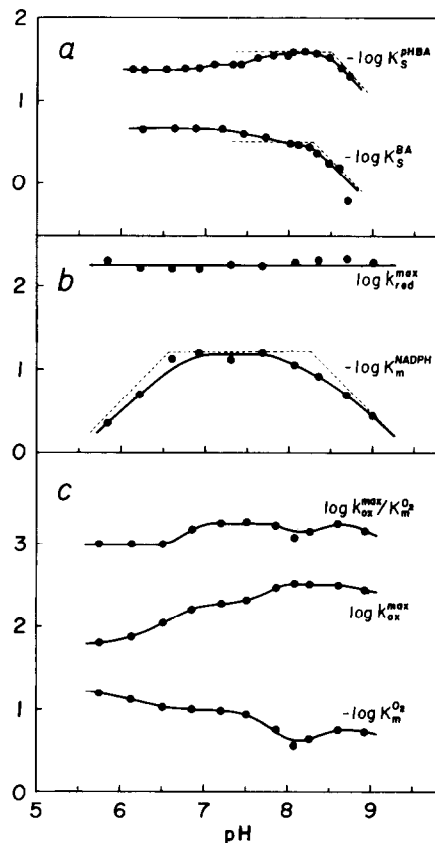 2
a
- log K_S^pHBA
1
- log K_S^BA
0
2
b
log k_red^max
- log K_m^NADPH
1
0
c
log k_ox^max/K_m^O2
3
log k_ox^max
2
1
- log K_m^O2
0
5 6 7 8 9
pH